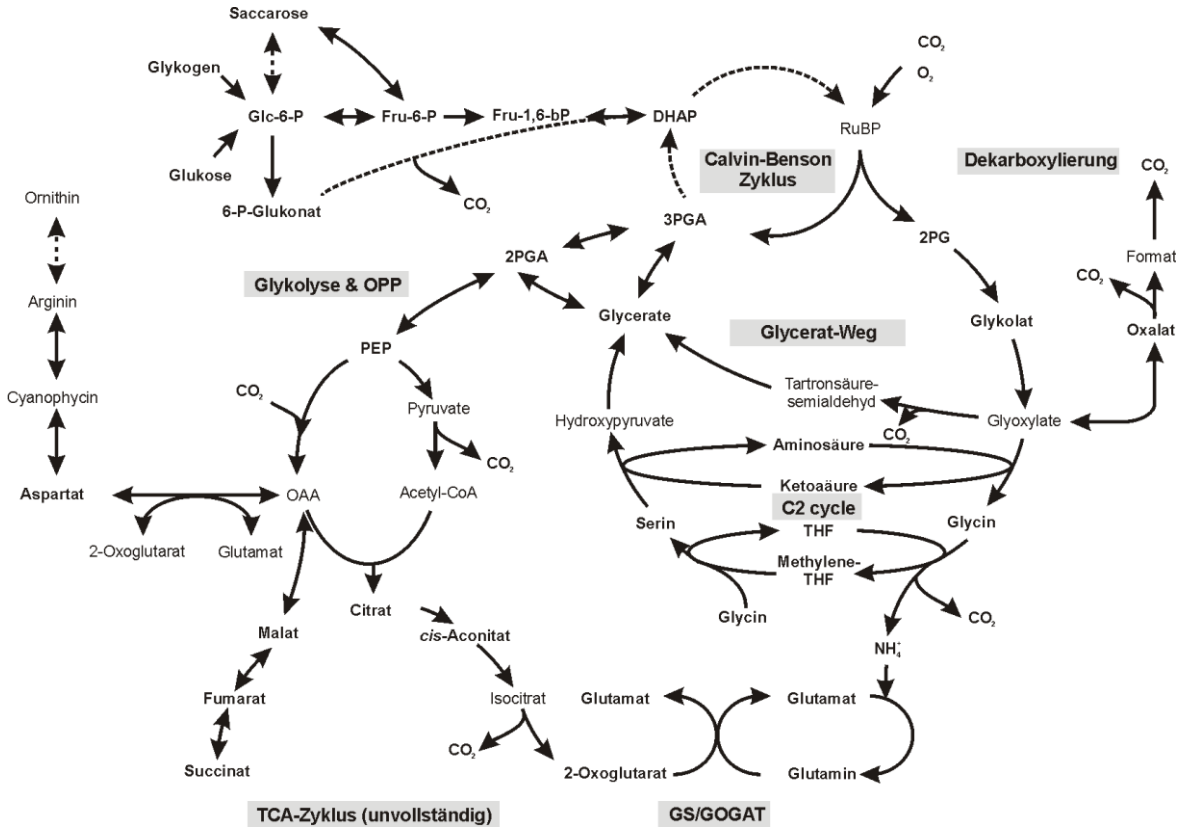 Saccarose
CO₂
Glykogen
O₂
Glc-6-P
Fru-6-P
Fru-1,6-bP
DHAP
RuBP
Calvin-Benson
Zyklus
Dekarboxylierung
CO₂
Glukose
Ornithin
6-P-Glukonat
CO₂
3PGA
2PG
2PGA
Format
CO₂
Glykolyse & OPP
Arginin
Glycerate
Glykolat
Oxalat
Glycerat-Weg
PEP
CO₂
Cyanophycin
Pyruvate
Tartronsäure-
semialdehyd
Hydroxypyruvate
Glyoxylate
CO₂
CO₂
Aminosäure
Aspartat
OAA
Acetyl-CoA
Ketoaäure
C2 cycle
Serin
THF
Glycin
2-Oxoglutarat
Glutamat
Methylene-
THF
Citrat
Glycin
CO₂
Malat
cis-Aconitat
NH₄⁺
Fumarat
Isocitrat
Glutamat
Glutamat
CO₂
Succinat
2-Oxoglutarat
Glutamin
TCA-Zyklus (unvollständig)
GS/GOGAT